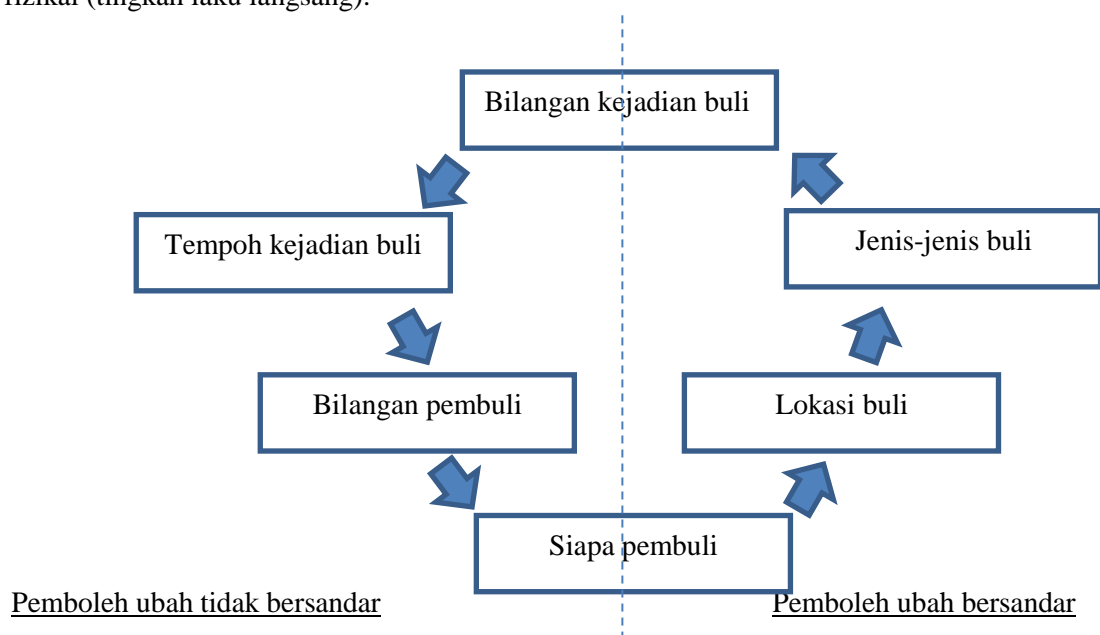 fizikal (tingkah laku langsang).
Bilangan kejadian buli
Tempoh kejadian buli
Jenis-jenis buli
Bilangan pembuli
Lokasi buli
Siapa pembuli
Pemboleh ubah tidak bersandar
Pemboleh ubah bersandar